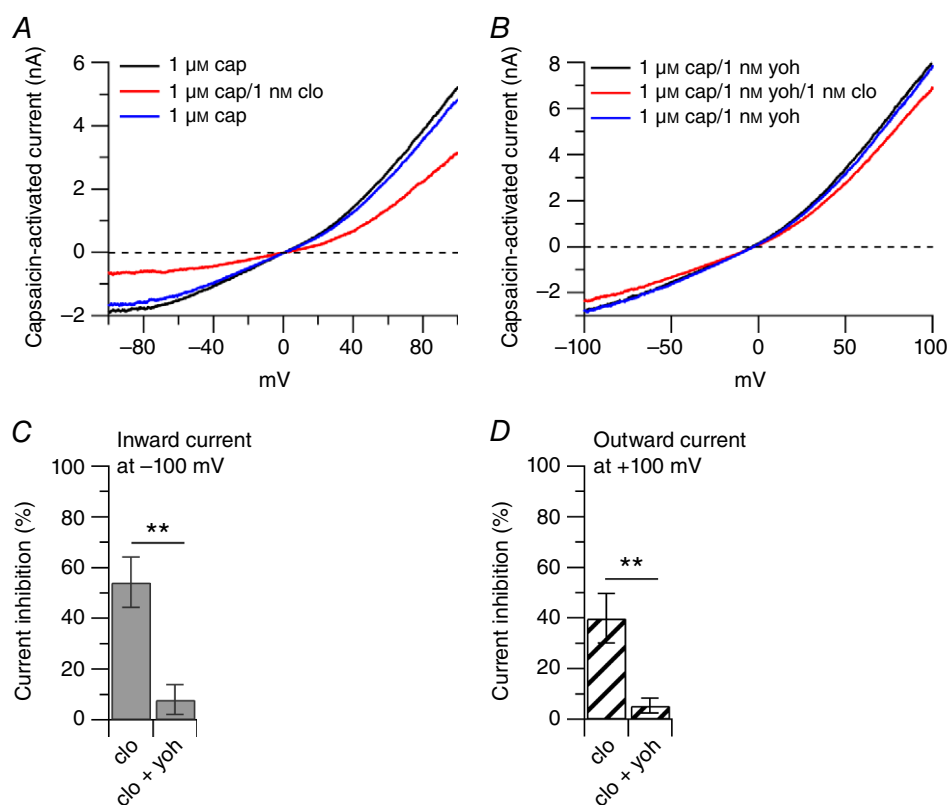 A
Capsaicin-activated current (nA)
6
4
2
0
−2
1 µM cap
1 µM cap/1 nM clo
1 µM cap
−80
−40
0
40
80
mV
B
Capsaicin-activated current (nA)
8
6
4
2
0
−2
1 µM cap/1 nM yoh
1 µM cap/1 nM yoh/1 nM clo
1 µM cap/1 nM yoh
−100
−50
0
50
100
mV
C
Inward current
at −100 mV
Current inhibition (%)
100
80
60
40
20
0
**
clo
clo + yoh
D
Outward current
at +100 mV
Current inhibition (%)
100
80
60
40
20
0
**
clo
clo + yoh